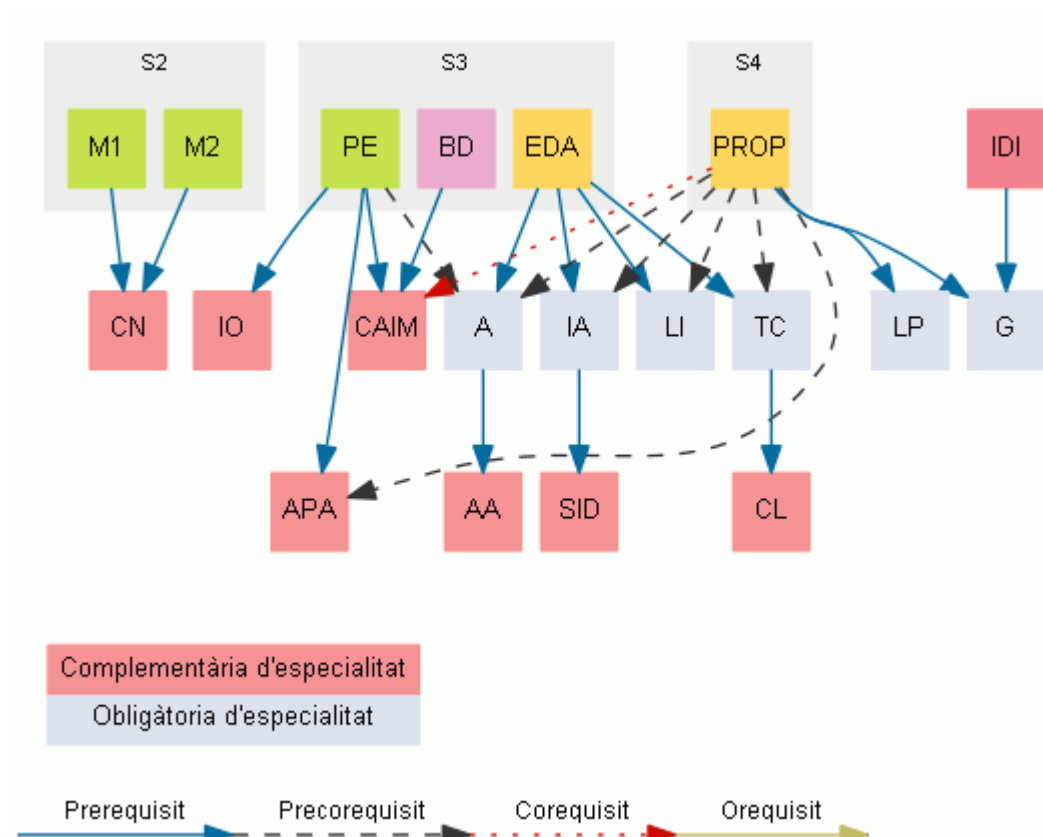 S2
S3
S4
M1
M2
PE
BD
EDA
PROP
IDI
CN
IO
CAIM
A
IA
LI
TC
LP
G
APA
AA
SID
CL
Complementària d'especialitat
Obligàtoria d'especialitat
Prerequisit
Precorequisit
Corequisit
Orequisit